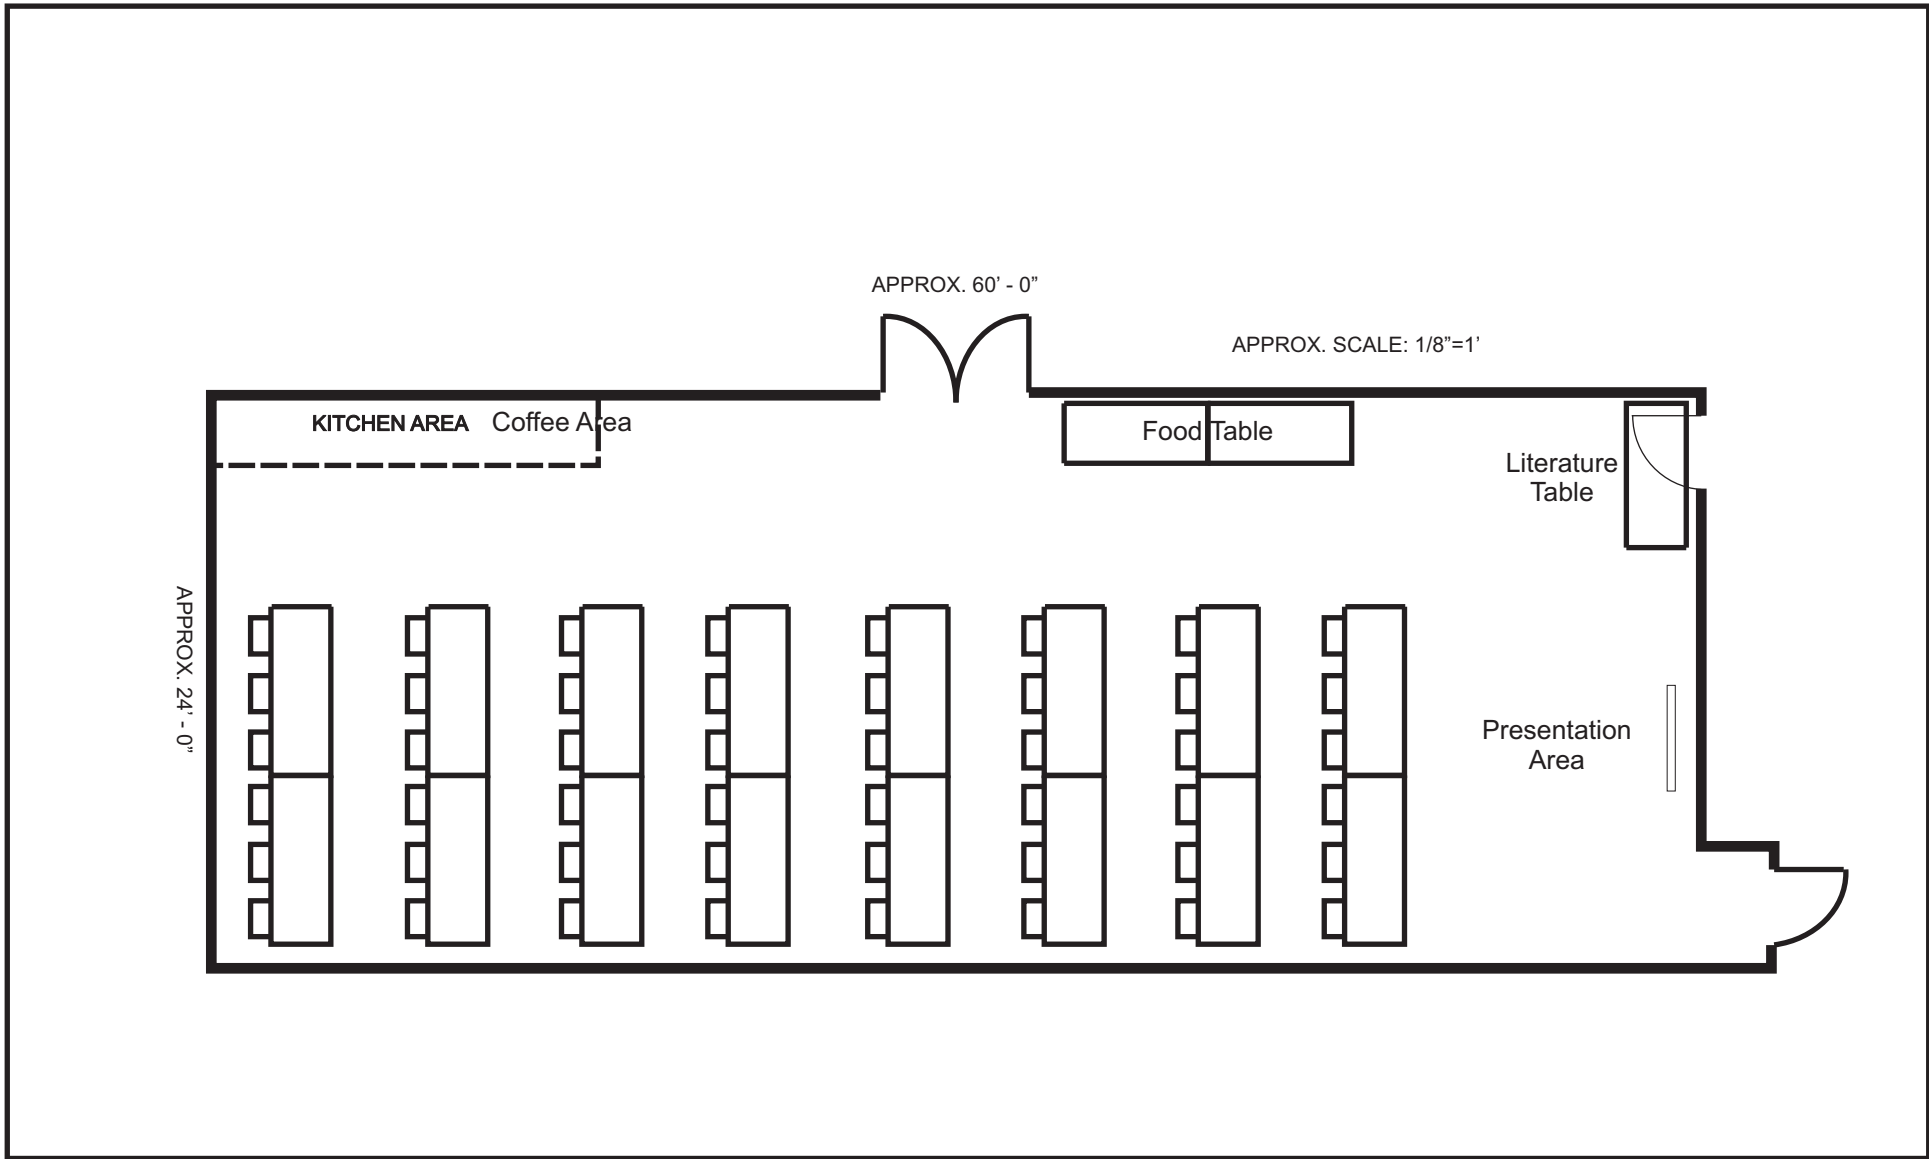 APPROX. 60’ - 0”
APPROX. SCALE: 1/8”=1’
KITCHEN AREA Coffee Area
Food Table
Literature
Table
APPROX. 24’ - 0”
Presentation
Area